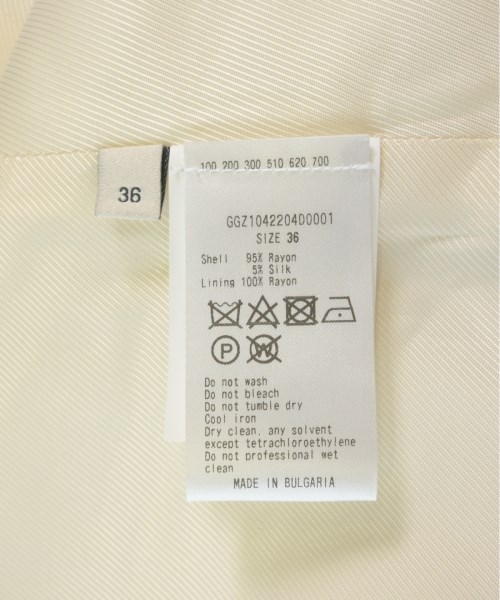 100 200 300 510 620 700
36
GGZ1042204D0001
SIZE 36
Shell 95% Rayon
5% Silk
Lining 100% Rayon
P W
Do not wash
Do not bleach
Do not tumble dry
Cool iron
Dry clean, any solvent
except tetrachloroethylene
Do not professional wet
clean
MADE IN BULGARIA